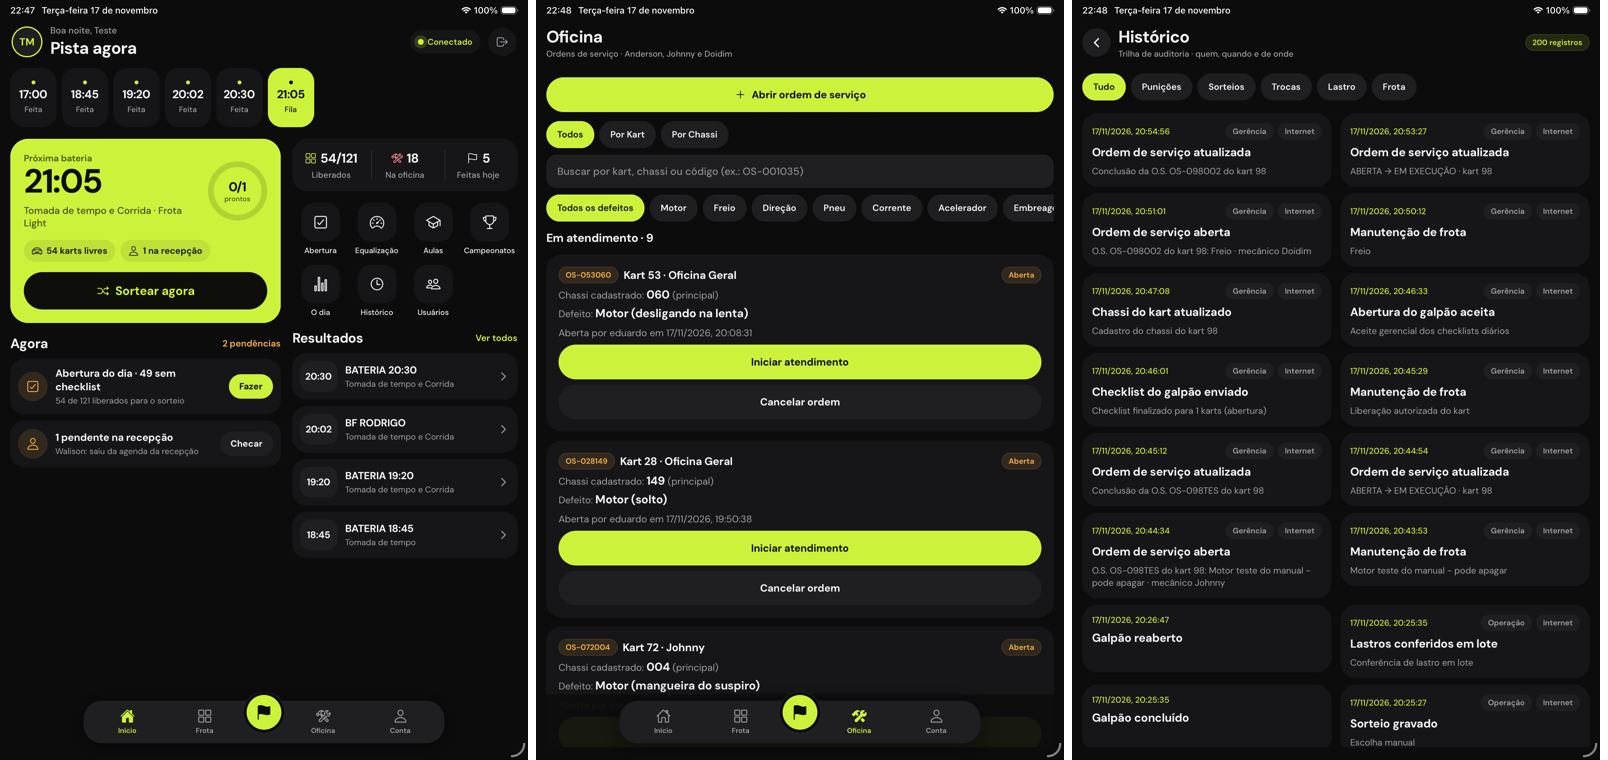 22:47 Terça-feira 17 de novembro
100%
TM
Boa noite, Teste
Pista agora
Conectado
17:00
Feita
18:45
Feita
19:20
Feita
20:02
Feita
20:30
Feita
21:05
Fila
Próxima bateria
21:05
Tomada de tempo e Corrida · Frota
Light
0/1
prontos
54 karts livres
1 na recepção
Sortear agora
54/121
Liberados
18
Na oficina
5
Feitas hoje
Abertura
Equalização
Aulas
Campeonatos
O dia
Histórico
Usuários
Agora
2 pendências
Abertura do dia · 49 sem
checklist
54 de 121 liberados para o sorteio
Fazer
1 pendente na recepção
Walison: saiu da agenda da recepção
Checar
Resultados
Ver todos
20:30
BATERIA 20:30
Tomada de tempo e Corrida
20:02
BF RODRIGO
Tomada de tempo e Corrida
19:20
BATERIA 19:20
Tomada de tempo e Corrida
18:45
BATERIA 18:45
Tomada de tempo
Início
Frota
Oficina
Conta
22:48 Terça-feira 17 de novembro
100%
Oficina
Ordens de serviço · Anderson, Johnny e Doidim
+ Abrir ordem de serviço
Todos
Por Kart
Por Chassi
Buscar por kart, chassi ou código (ex.: OS-001035)
Todos os defeitos
Motor
Freio
Direção
Pneu
Corrente
Acelerador
Embreag
Em atendimento · 9
OS-053060
Kart 53 · Oficina Geral
Aberta
Chassi cadastrado: 060 (principal)
Defeito: Motor (desligando na lenta)
Aberta por eduardo em 17/11/2026, 20:08:31
Iniciar atendimento
Cancelar ordem
OS-028149
Kart 28 · Oficina Geral
Aberta
Chassi cadastrado: 149 (principal)
Defeito: Motor (solto)
Aberta por eduardo em 17/11/2026, 19:50:38
Iniciar atendimento
Cancelar ordem
OS-072004
Kart 72 · Johnny
Aberta
Chassi cadastrado: 004 (principal)
Defeito: Motor (mangueira do suspiro)
Início
Frota
Oficina
Conta
22:48 Terça-feira 17 de novembro
100%
Histórico
Trilha de auditoria · quem, quando e de onde
200 registros
Tudo
Punições
Sorteios
Trocas
Lastro
Frota
17/11/2026, 20:54:56
Gerência
Internet
Ordem de serviço atualizada
Conclusão da O.S. OS-098002 do kart 98
17/11/2026, 20:53:27
Gerência
Internet
Ordem de serviço atualizada
ABERTA → EM EXECUÇÃO · kart 98
17/11/2026, 20:51:01
Gerência
Internet
Ordem de serviço aberta
O.S. OS-098002 do kart 98: Freio · mecânico Doidim
17/11/2026, 20:50:12
Gerência
Internet
Manutenção de frota
Freio
17/11/2026, 20:47:08
Gerência
Internet
Chassi do kart atualizado
Cadastro do chassi do kart 98
17/11/2026, 20:46:33
Gerência
Internet
Abertura do galpão aceita
Aceite gerencial dos checklists diários
17/11/2026, 20:46:01
Gerência
Internet
Checklist do galpão enviado
Checklist finalizado para 1 karts (abertura)
17/11/2026, 20:45:29
Gerência
Internet
Manutenção de frota
Liberação autorizada do kart
17/11/2026, 20:45:12
Gerência
Internet
Ordem de serviço atualizada
Conclusão da O.S. OS-098TES do kart 98
17/11/2026, 20:44:54
Gerência
Internet
Ordem de serviço atualizada
ABERTA → EM EXECUÇÃO · kart 98
17/11/2026, 20:44:34
Gerência
Internet
Ordem de serviço aberta
O.S. OS-098TES do kart 98: Motor teste do manual -
pode apagar · mecânico Johnny
17/11/2026, 20:43:53
Gerência
Internet
Manutenção de frota
Motor teste do manual - pode apagar
17/11/2026, 20:26:47
Galpão reaberto
17/11/2026, 20:25:35
Operação
Internet
Lastros conferidos em lote
Conferência de lastro em lote
17/11/2026, 20:25:35
Galpão concluído
17/11/2026, 20:25:27
Operação
Internet
Sorteio gravado
Escolha manual